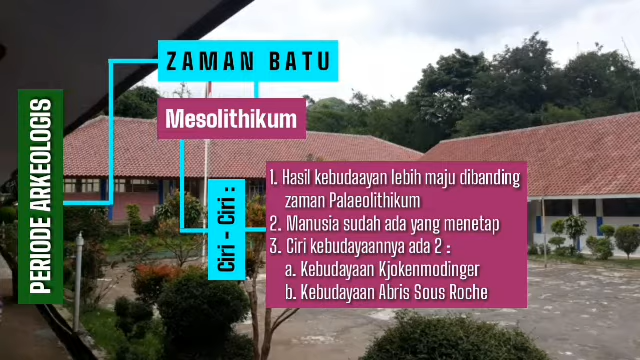 ZAMAN BATU
Mesolithikum
PERIODE ARKEOLOGIS
Ciri - Ciri :
1. Hasil kebudaayan lebih maju dibanding
zaman Palaeolithikum
2. Manusia sudah ada yang menetap
3. Ciri kebudayaannya ada 2 :
a. Kebudayaan Kjokenmodinger
b. Kebudayaan Abris Sous Roche